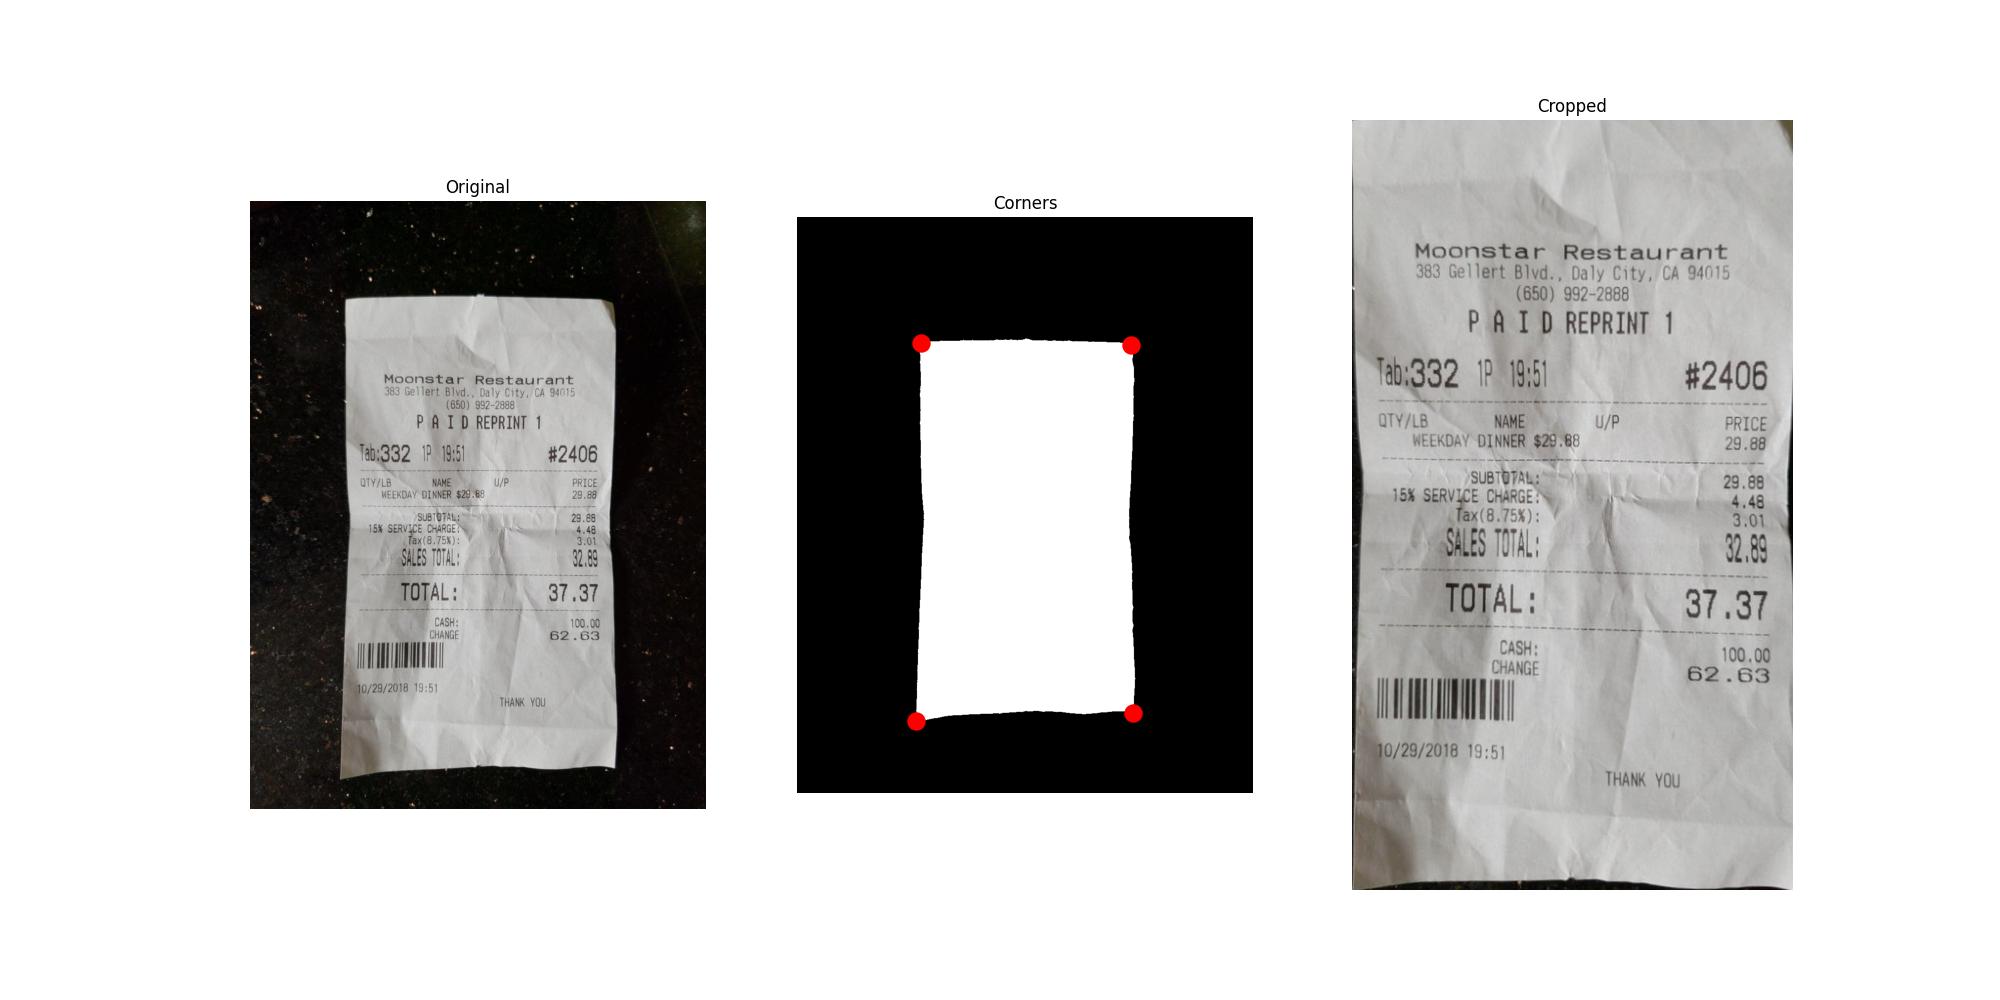 Original
Moonstar Restaurant
383 Gellert Blvd., Daly City, CA 94015
(650) 992-2888
P A I D REPRINT 1
Tab:332 1P 19:51 #2406
QTY/LB NAME U/P PRICE
WEEKDAY DINNER $29.88 29.88
SUBTOTAL: 29.88
15% SERVICE CHARGE: 4.48
Tax(8.75%): 3.01
SALES TOTAL: 32.89
TOTAL: 37.37
CASH: 100.00
CHANGE 62.63
10/29/2018 19:51
THANK YOU
Corners
Cropped
Moonstar Restaurant
383 Gellert Blvd., Daly City, CA 94015
(650) 992-2888
P A I D REPRINT 1
Tab:332 1P 19:51 #2406
QTY/LB NAME U/P PRICE
WEEKDAY DINNER $29.88 29.88
SUBTOTAL: 29.88
15% SERVICE CHARGE: 4.48
Tax(8.75%): 3.01
SALES TOTAL: 32.89
TOTAL: 37.37
CASH: 100.00
CHANGE 62.63
10/29/2018 19:51
THANK YOU